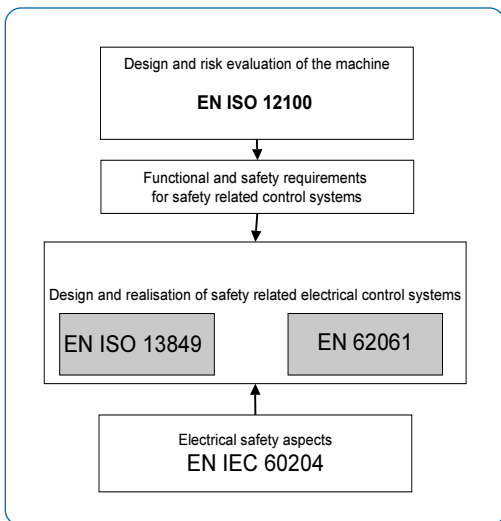 Design and risk evaluation of the machine
EN ISO 12100
Functional and safety requirements
for safety related control systems
Design and realisation of safety related electrical control systems
EN ISO 13849
EN 62061
Electrical safety aspects
EN IEC 60204